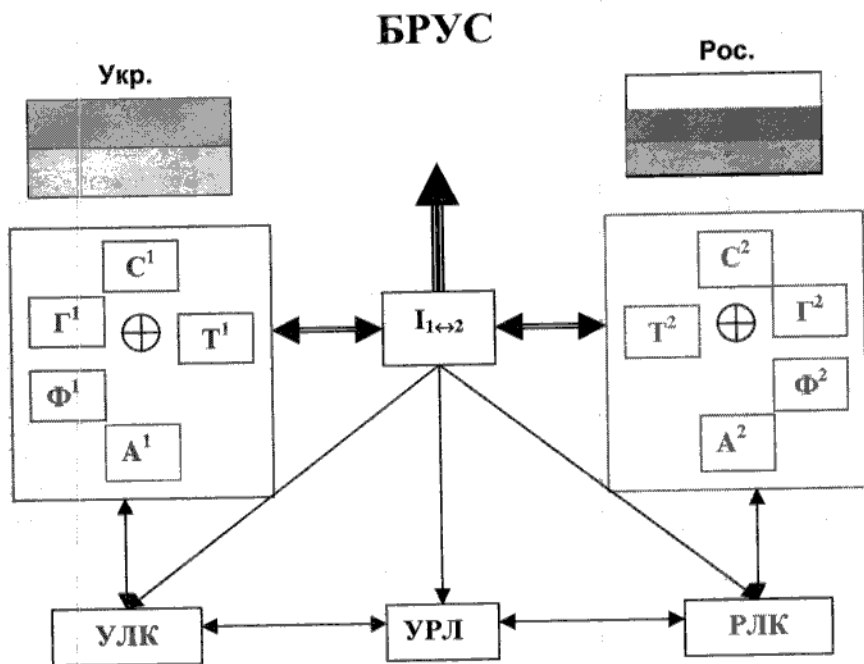 БРУС
Укр.
Рос.
С¹
Г¹
Т¹
Ф¹
А¹
I₁↔₂
С²
Т²
Г²
Ф²
А²
УЛК
УРЛ
РЛК